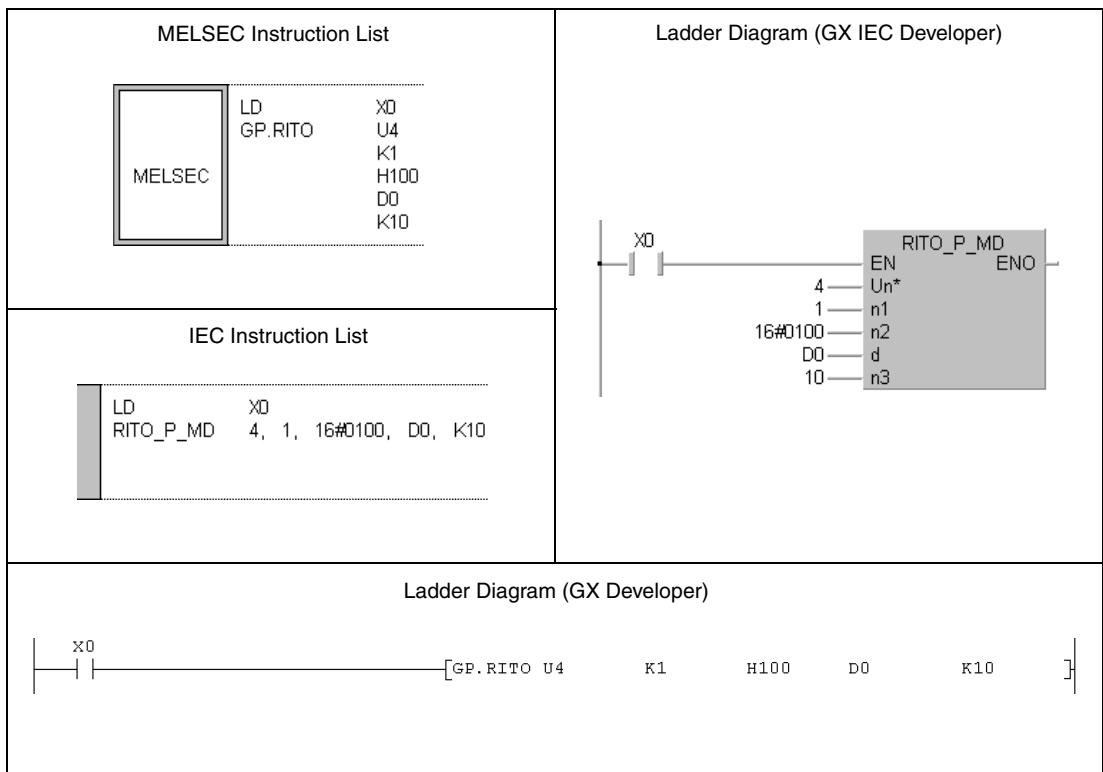 MELSEC Instruction List
MELSEC
LD X0
GP.RITO U4
K1
H100
D0
K10
IEC Instruction List
LD X0
RITO_P_MD 4, 1, 16#0100, D0, K10
Ladder Diagram (GX IEC Developer)
X0
RITO_P_MD
EN ENO
4 Un*
1 n1
16#0100 n2
D0 d
10 n3
Ladder Diagram (GX Developer)
X0
[GP.RITO U4 K1 H100 D0 K10 ]